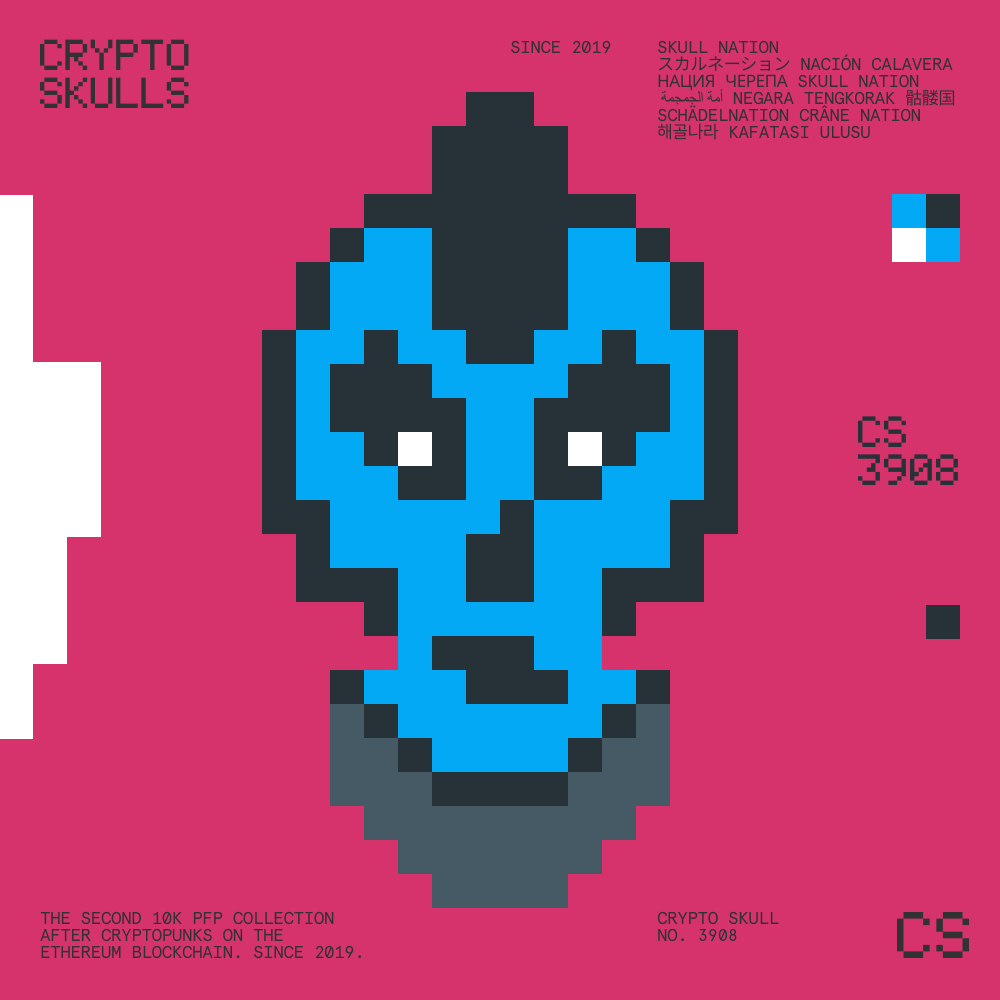 CRYPTO
SKULLS
SINCE 2019
SKULL NATION
スカルネーション NACIÓN CALAVERA
НАЦИЯ ЧЕРЕПА SKULL NATION
أمة الجمجمة NEGARA TENGKORAK 骷髅国
SCHÄDELNATION CRÂNE NATION
해골나라 KAFATASI ULUSU
CS
3908
THE SECOND 10K PFP COLLECTION
AFTER CRYPTOPUNKS ON THE
ETHEREUM BLOCKCHAIN. SINCE 2019.
CRYPTO SKULL
NO. 3908
CS